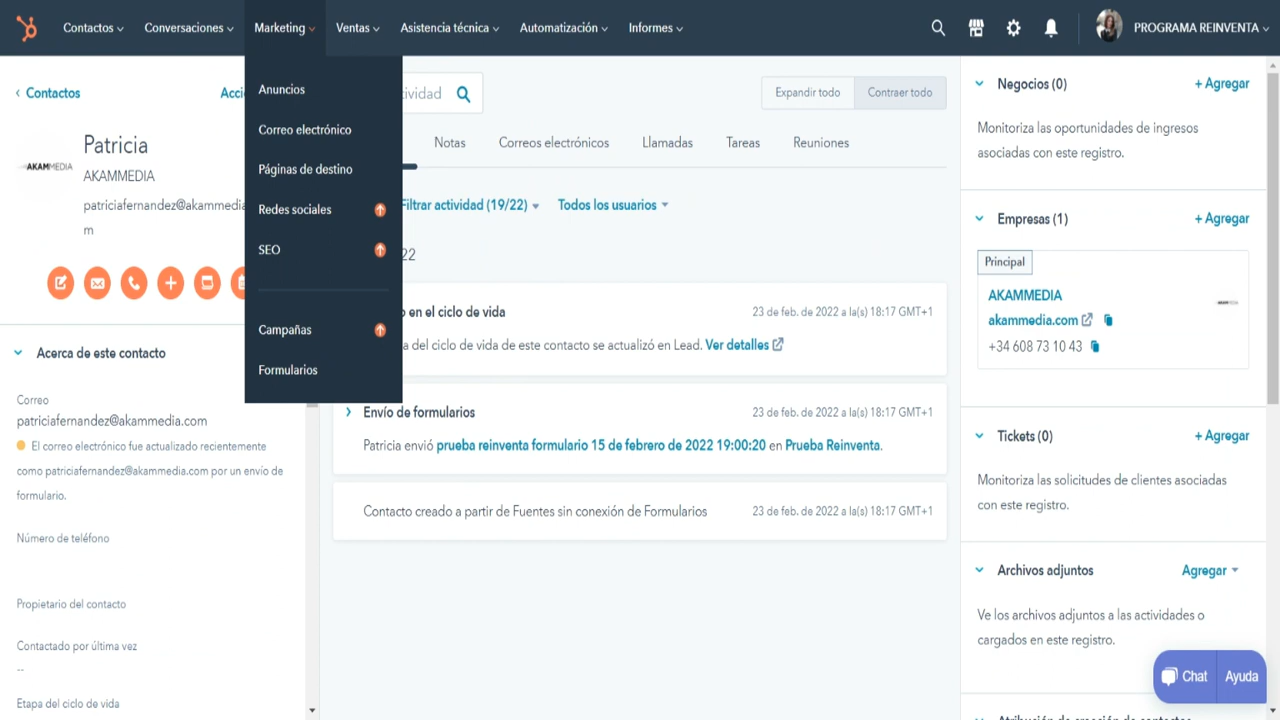 Contactos
Conversaciones
Marketing
Ventas
Asistencia técnica
Automatización
Informes
PROGRAMA REINVENTA
Contactos
AKAMMEDIA
Patricia
AKAMMEDIA
patriciafernandez@akammedia
m
Acerca de este contacto
Correo
patriciafernandez@akammedia.com
El correo electrónico fue actualizado recientemente
como patriciafernandez@akammedia.com por un envío de
formulario.
Número de teléfono
Propietario del contacto
Contactado por última vez
--
Etapa del ciclo de vida
Anuncios
Correo electrónico
Páginas de destino
Redes sociales
SEO
Campañas
Formularios
Expandir todo
Contraer todo
Notas
Correos electrónicos
Llamadas
Tareas
Reuniones
Filtrar actividad (19/22)
Todos los usuarios
22
en el ciclo de vida
23 de feb. de 2022 a la(s) 18:17 GMT+1
del ciclo de vida de este contacto se actualizó en Lead. Ver detalles
Envío de formularios
23 de feb. de 2022 a la(s) 18:17 GMT+1
Patricia envió prueba reinventa formulario 15 de febrero de 2022 19:00:20 en Prueba Reinventa.
Contacto creado a partir de Fuentes sin conexión de Formularios
23 de feb. de 2022 a la(s) 18:17 GMT+1
Negocios (0)
+ Agregar
Monitoriza las oportunidades de ingresos
asociadas con este registro.
Empresas (1)
+ Agregar
Principal
AKAMMEDIA
akammedia.com
+34 608 73 10 43
Tickets (0)
+ Agregar
Monitoriza las solicitudes de clientes asociadas
con este registro.
Archivos adjuntos
Agregar
Ve los archivos adjuntos a las actividades o
cargados en este registro.
Chat
Ayuda
Atribución de creación de contactos